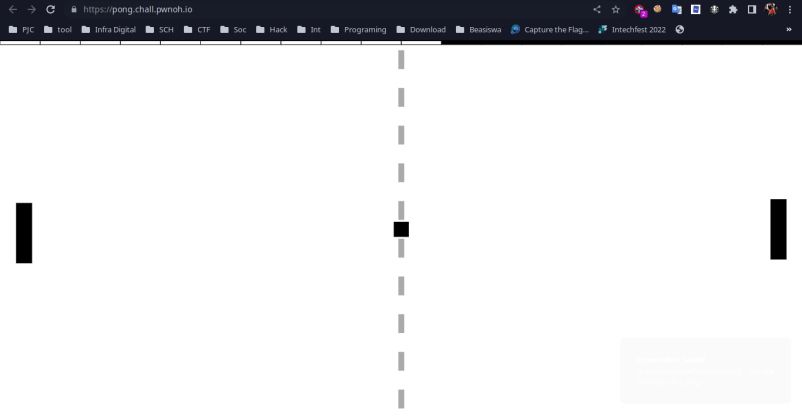 https://pong.chall.pwnoh.io
PJC tool Infra Digital SCH CTF Soc Hack Int Programing Download Beasiswa Capture the Flag... Intechfest 2022 »